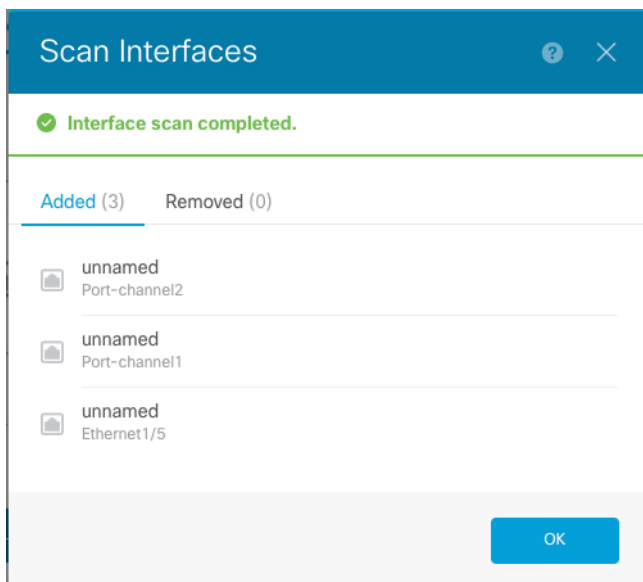 Scan Interfaces
Interface scan completed.
Added (3) Removed (0)
unnamed
Port-channel2
unnamed
Port-channel1
unnamed
Ethernet1/5
OK